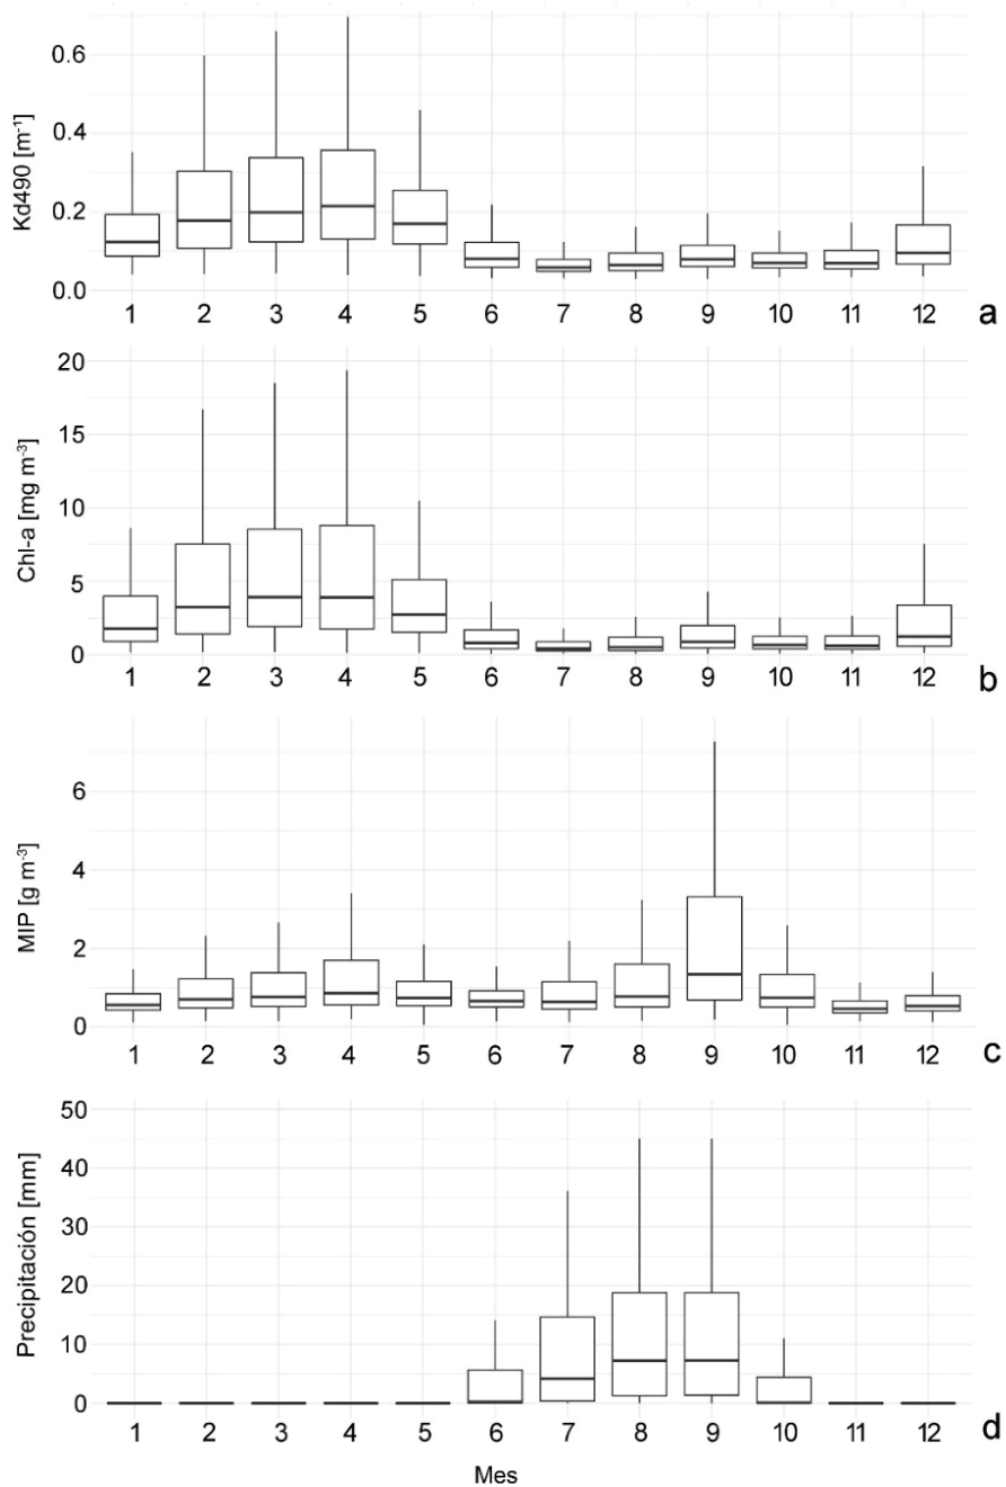 Kd490 [m⁻¹]
0.6
0.4
0.2
0.0
1 2 3 4 5 6 7 8 9 10 11 12
a
Chl-a [mg m⁻³]
20
15
10
5
0
1 2 3 4 5 6 7 8 9 10 11 12
b
MIP [g m⁻³]
6
4
2
0
1 2 3 4 5 6 7 8 9 10 11 12
c
Precipitación [mm]
50
40
30
20
10
0
1 2 3 4 5 6 7 8 9 10 11 12
d
Mes